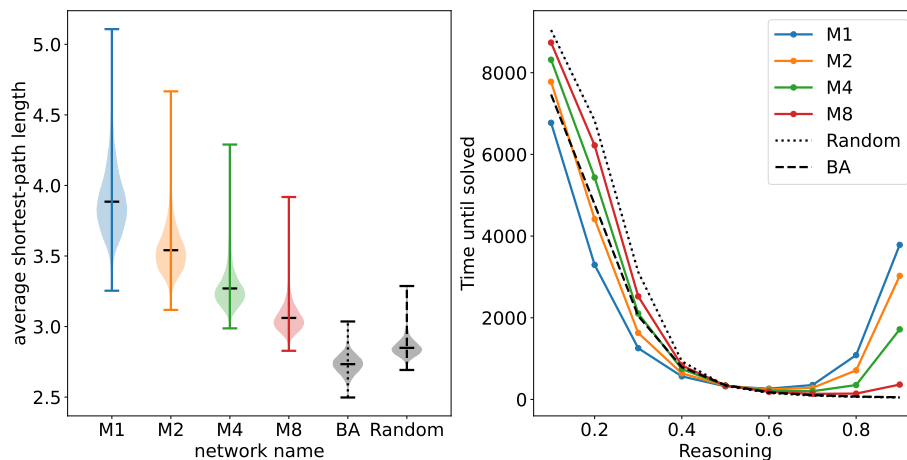 average shortest-path length
5.0
4.5
4.0
3.5
3.0
2.5
M1 M2 M4 M8 BA Random
network name
Time until solved
8000
6000
4000
2000
0
0.2 0.4 0.6 0.8
Reasoning
M1
M2
M4
M8
Random
BA